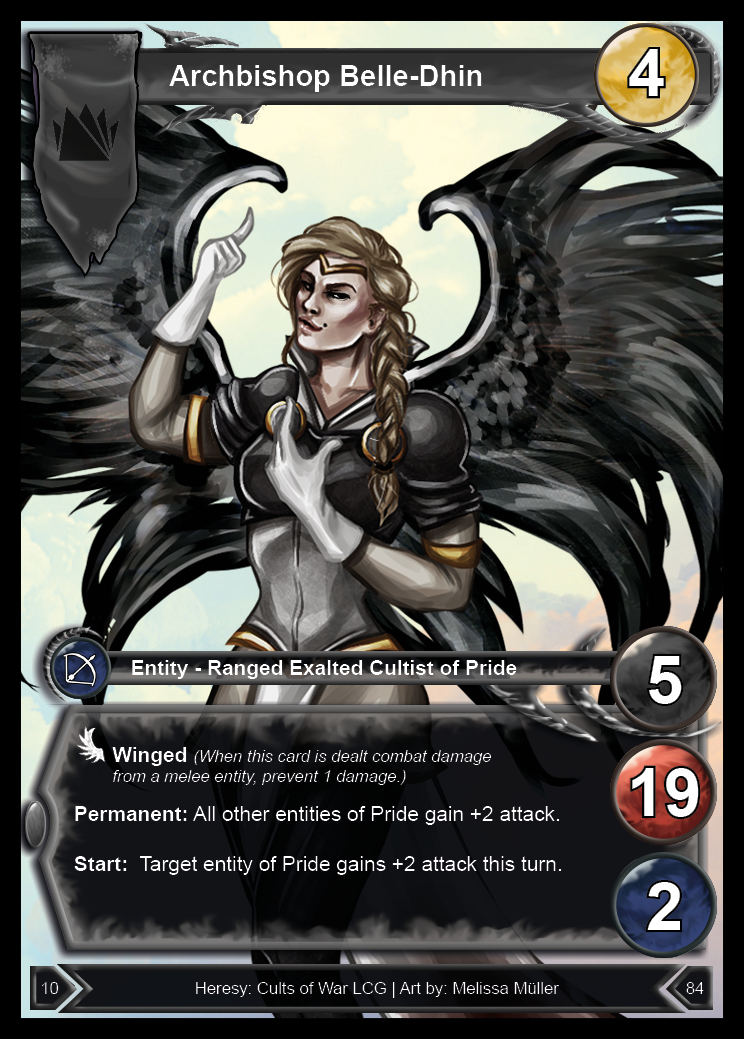 Archbishop Belle-Dhin
4
Entity - Ranged Exalted Cultist of Pride
5
Winged (When this card is dealt combat damage
from a melee entity, prevent 1 damage.)
19
Permanent: All other entities of Pride gain +2 attack.
Start: Target entity of Pride gains +2 attack this turn.
2
10
Heresy: Cults of War LCG | Art by: Melissa Müller
84